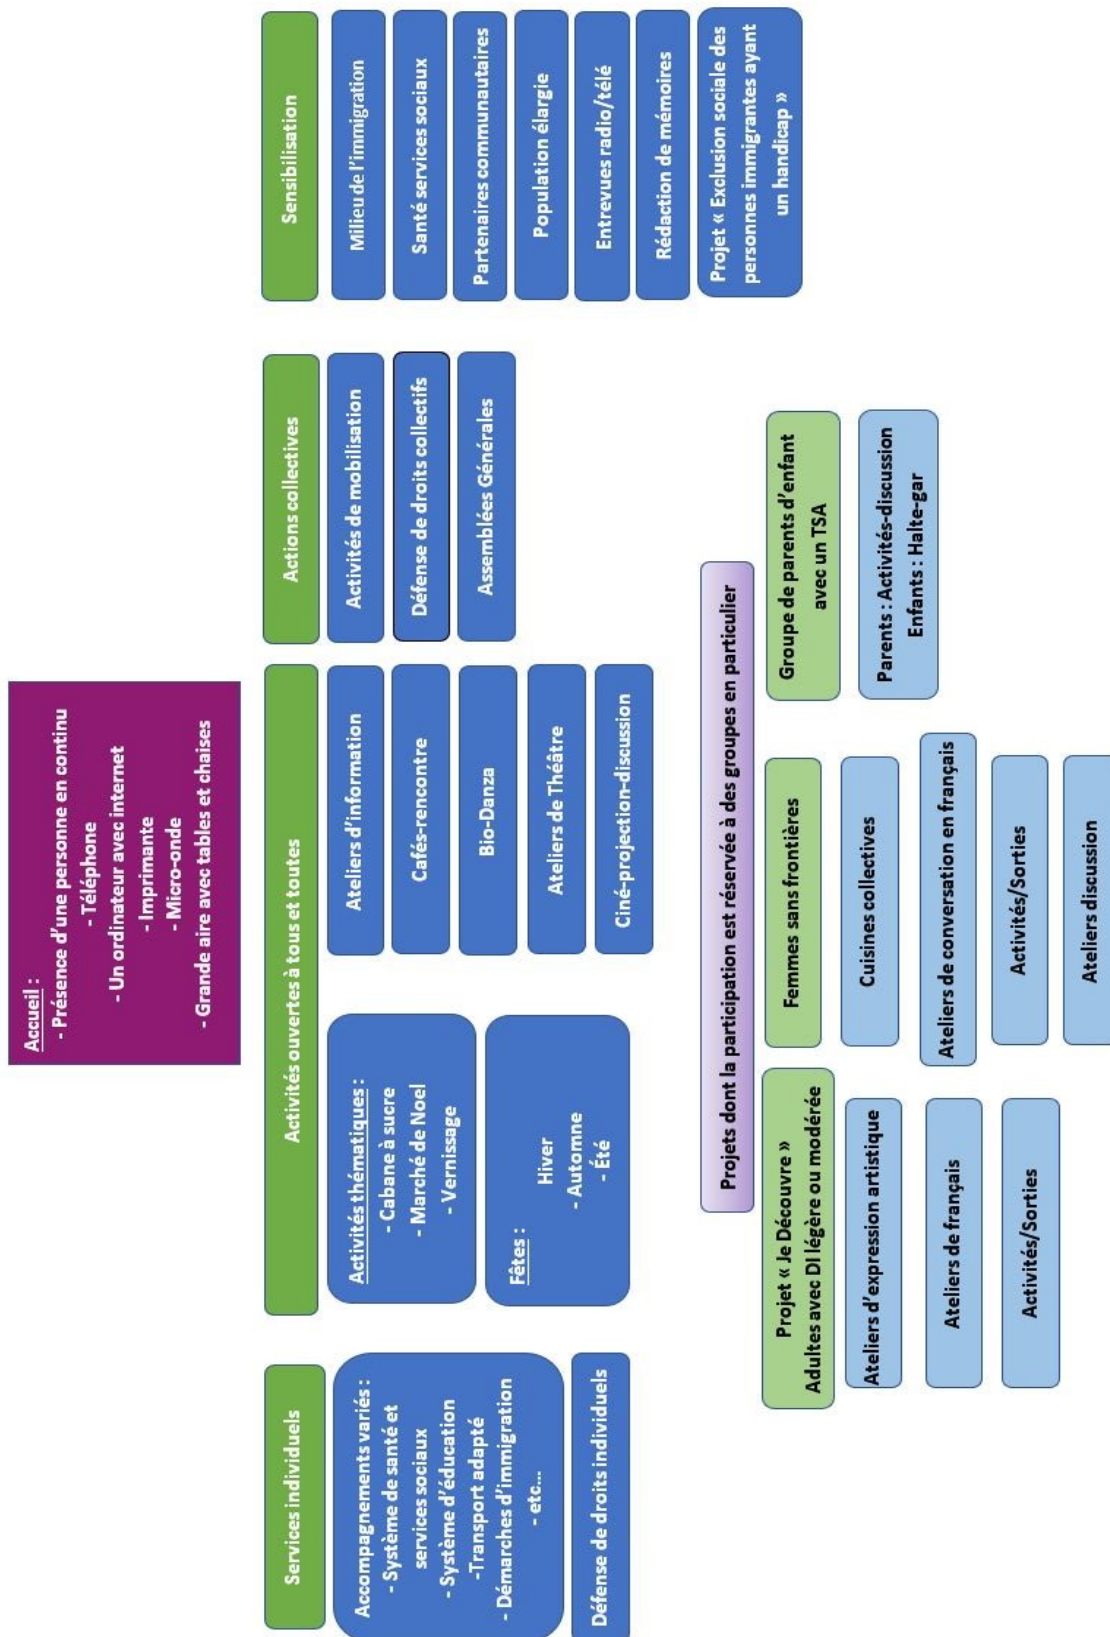 Accueil :
- Présence d'une personne en continu
- Téléphone
- Un ordinateur avec internet
- Imprimante
- Micro-onde
- Grande aire avec tables et chaises
Services individuels
Accompagnements variés :
- Système de santé et
services sociaux
- Système d'éducation
-Transport adapté
- Démarches d'immigration
- etc...
Défense de droits individuels
Activités ouvertes à tous et toutes
Activités thématiques :
- Cabane à sucre
- Marché de Noel
- Vernissage
Fêtes :
Hiver
- Automne
- Été
Ateliers d'information
Cafés-rencontre
Bio-Danza
Ateliers de Théâtre
Ciné-projection-discussion
Actions collectives
Activités de mobilisation
Défense de droits collectifs
Assemblées Générales
Sensibilisation
Milieu de l'immigration
Santé services sociaux
Partenaires communautaires
Population élargie
Entrevues radio/télé
Rédaction de mémoires
Projet « Exclusion sociale des
personnes immigrantes ayant
un handicap »
Projets dont la participation est réservée à des groupes en particulier
Projet « Je Découvre »
Adultes avec DI légère ou modérée
Ateliers d'expression artistique
Ateliers de français
Activités/Sorties
Femmes sans frontières
Cuisines collectives
Ateliers de conversation en français
Activités/Sorties
Ateliers discussion
Groupe de parents d'enfant
avec un TSA
Parents : Activités-discussion
Enfants : Halte-gar